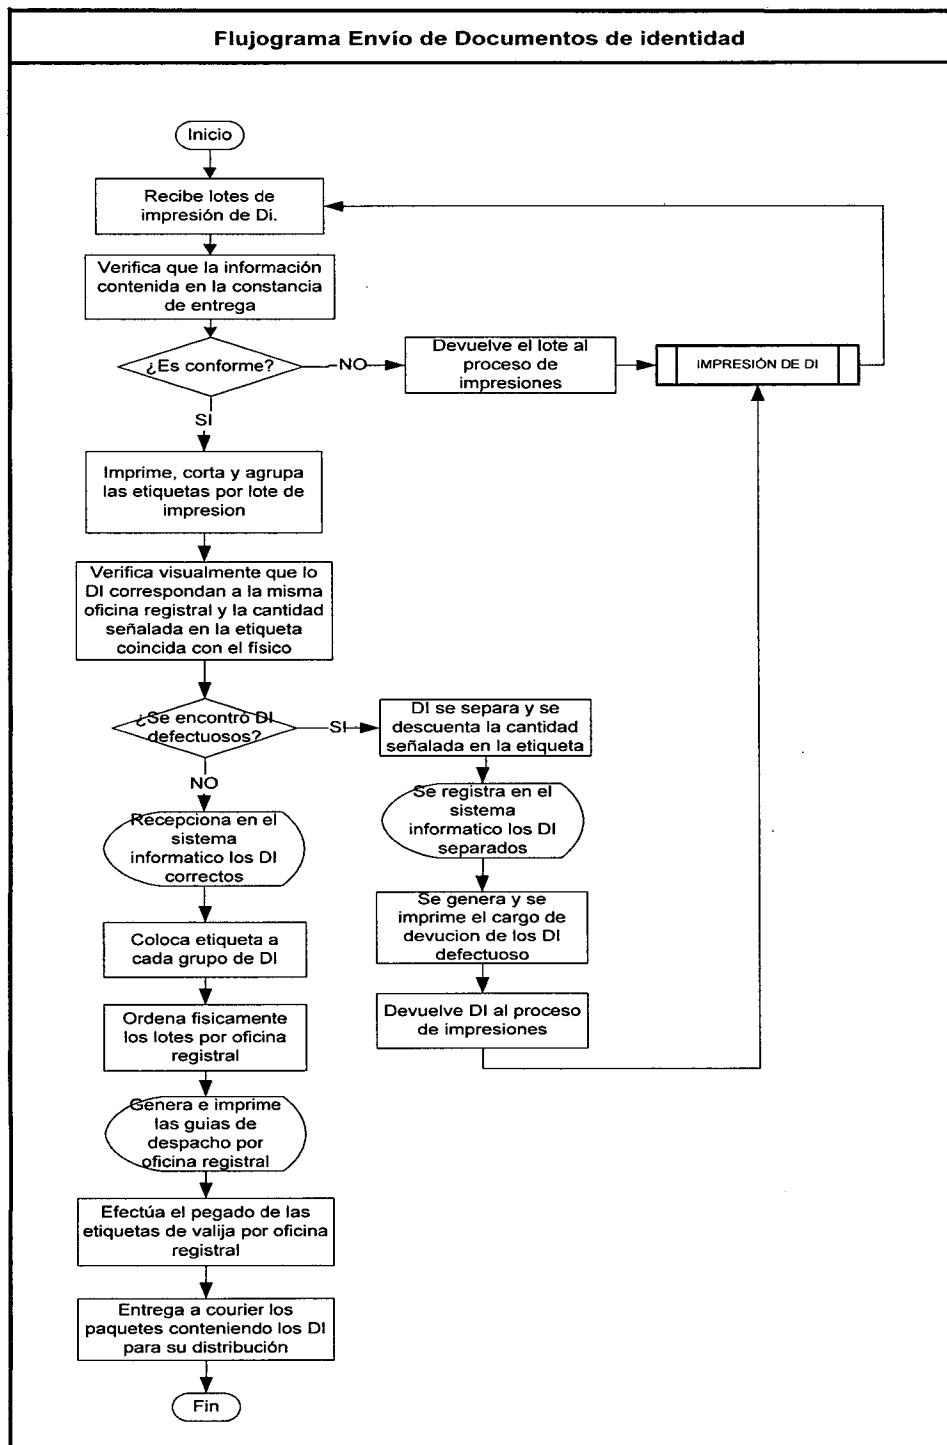 Flujograma Envío de Documentos de identidad
Inicio
Recibe lotes de
impresión de Di.
Verifica que la información
contenida en la constancia
de entrega
¿Es conforme?
NO
Devuelve el lote al
proceso de
impresiones
IMPRESIÓN DE DI
SI
Imprime, corta y agrupa
las etiquetas por lote de
impresion
Verifica visualmente que lo
DI correspondan a la misma
oficina registral y la cantidad
señalada en la etiqueta
coincida con el fisico
¿Se encontró DI
defectuosos?
SI
DI se separa y se
descuenta la cantidad
señalada en la etiqueta
NO
Se registra en el
sistema
informatico los DI
separados
Recepciona en el
sistema
informatico los DI
correctos
Se genera y se
imprime el cargo de
devucion de los DI
defectuoso
Coloca etiqueta a
cada grupo de DI
Devuelve DI al proceso
de impresiones
Ordena fisicamente
los lotes por oficina
registral
Genera e imprime
las guias de
despacho por
oficina registral
Efectúa el pegado de las
etiquetas de valija por oficina
registral
Entrega a courier los
paquetes conteniendo los DI
para su distribución
Fin